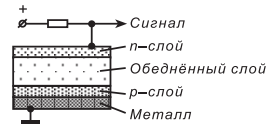 +
Сигнал
n–слой
Обеднённый слой
p–слой
Металл